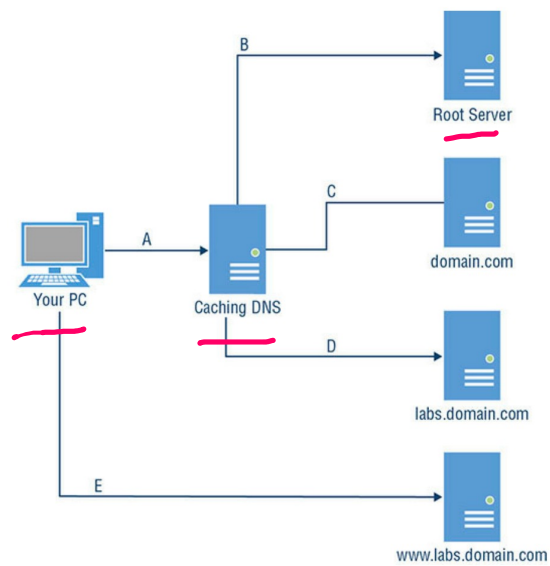 B
Root Server
C
A
domain.com
Your PC
Caching DNS
D
labs.domain.com
E
www.labs.domain.com